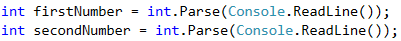 int firstNumber = int.Parse(Console.ReadLine());
int secondNumber = int.Parse(Console.ReadLine());